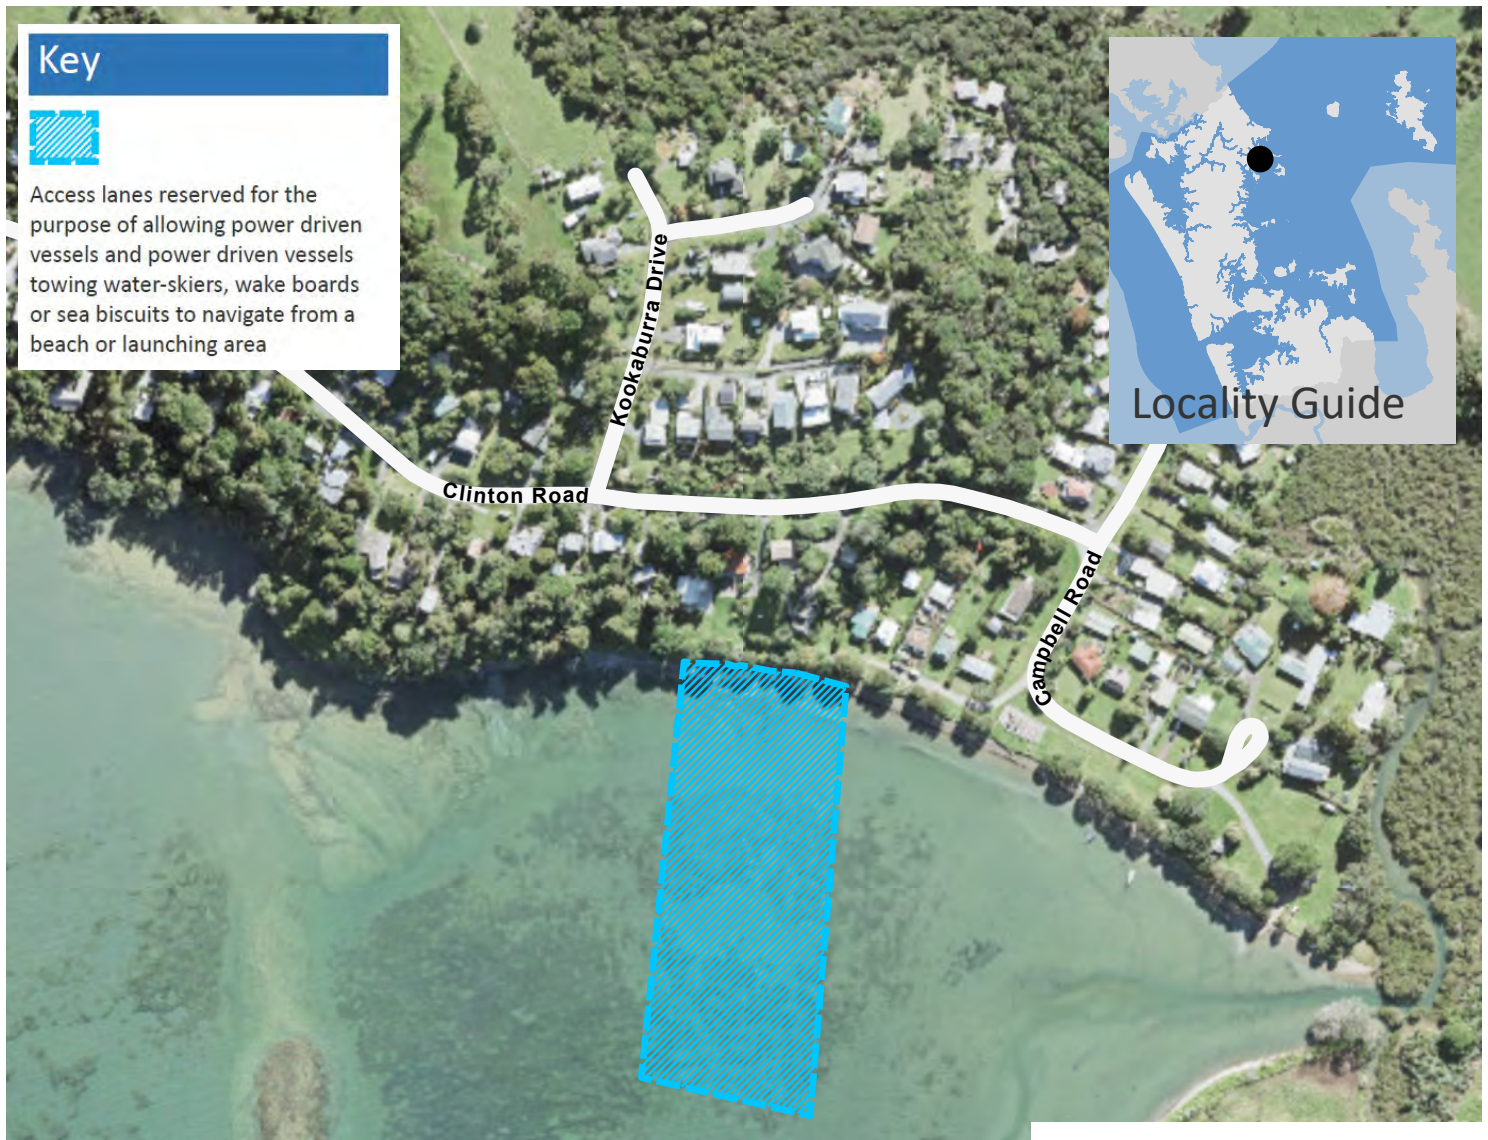 Key
Access lanes reserved for the
purpose of allowing power driven
vessels and power driven vessels
towing water-skiers, wake boards
or sea biscuits to navigate from a
beach or launching area
Locality Guide
Kookaburra Drive
Clinton Road
Campbell Road